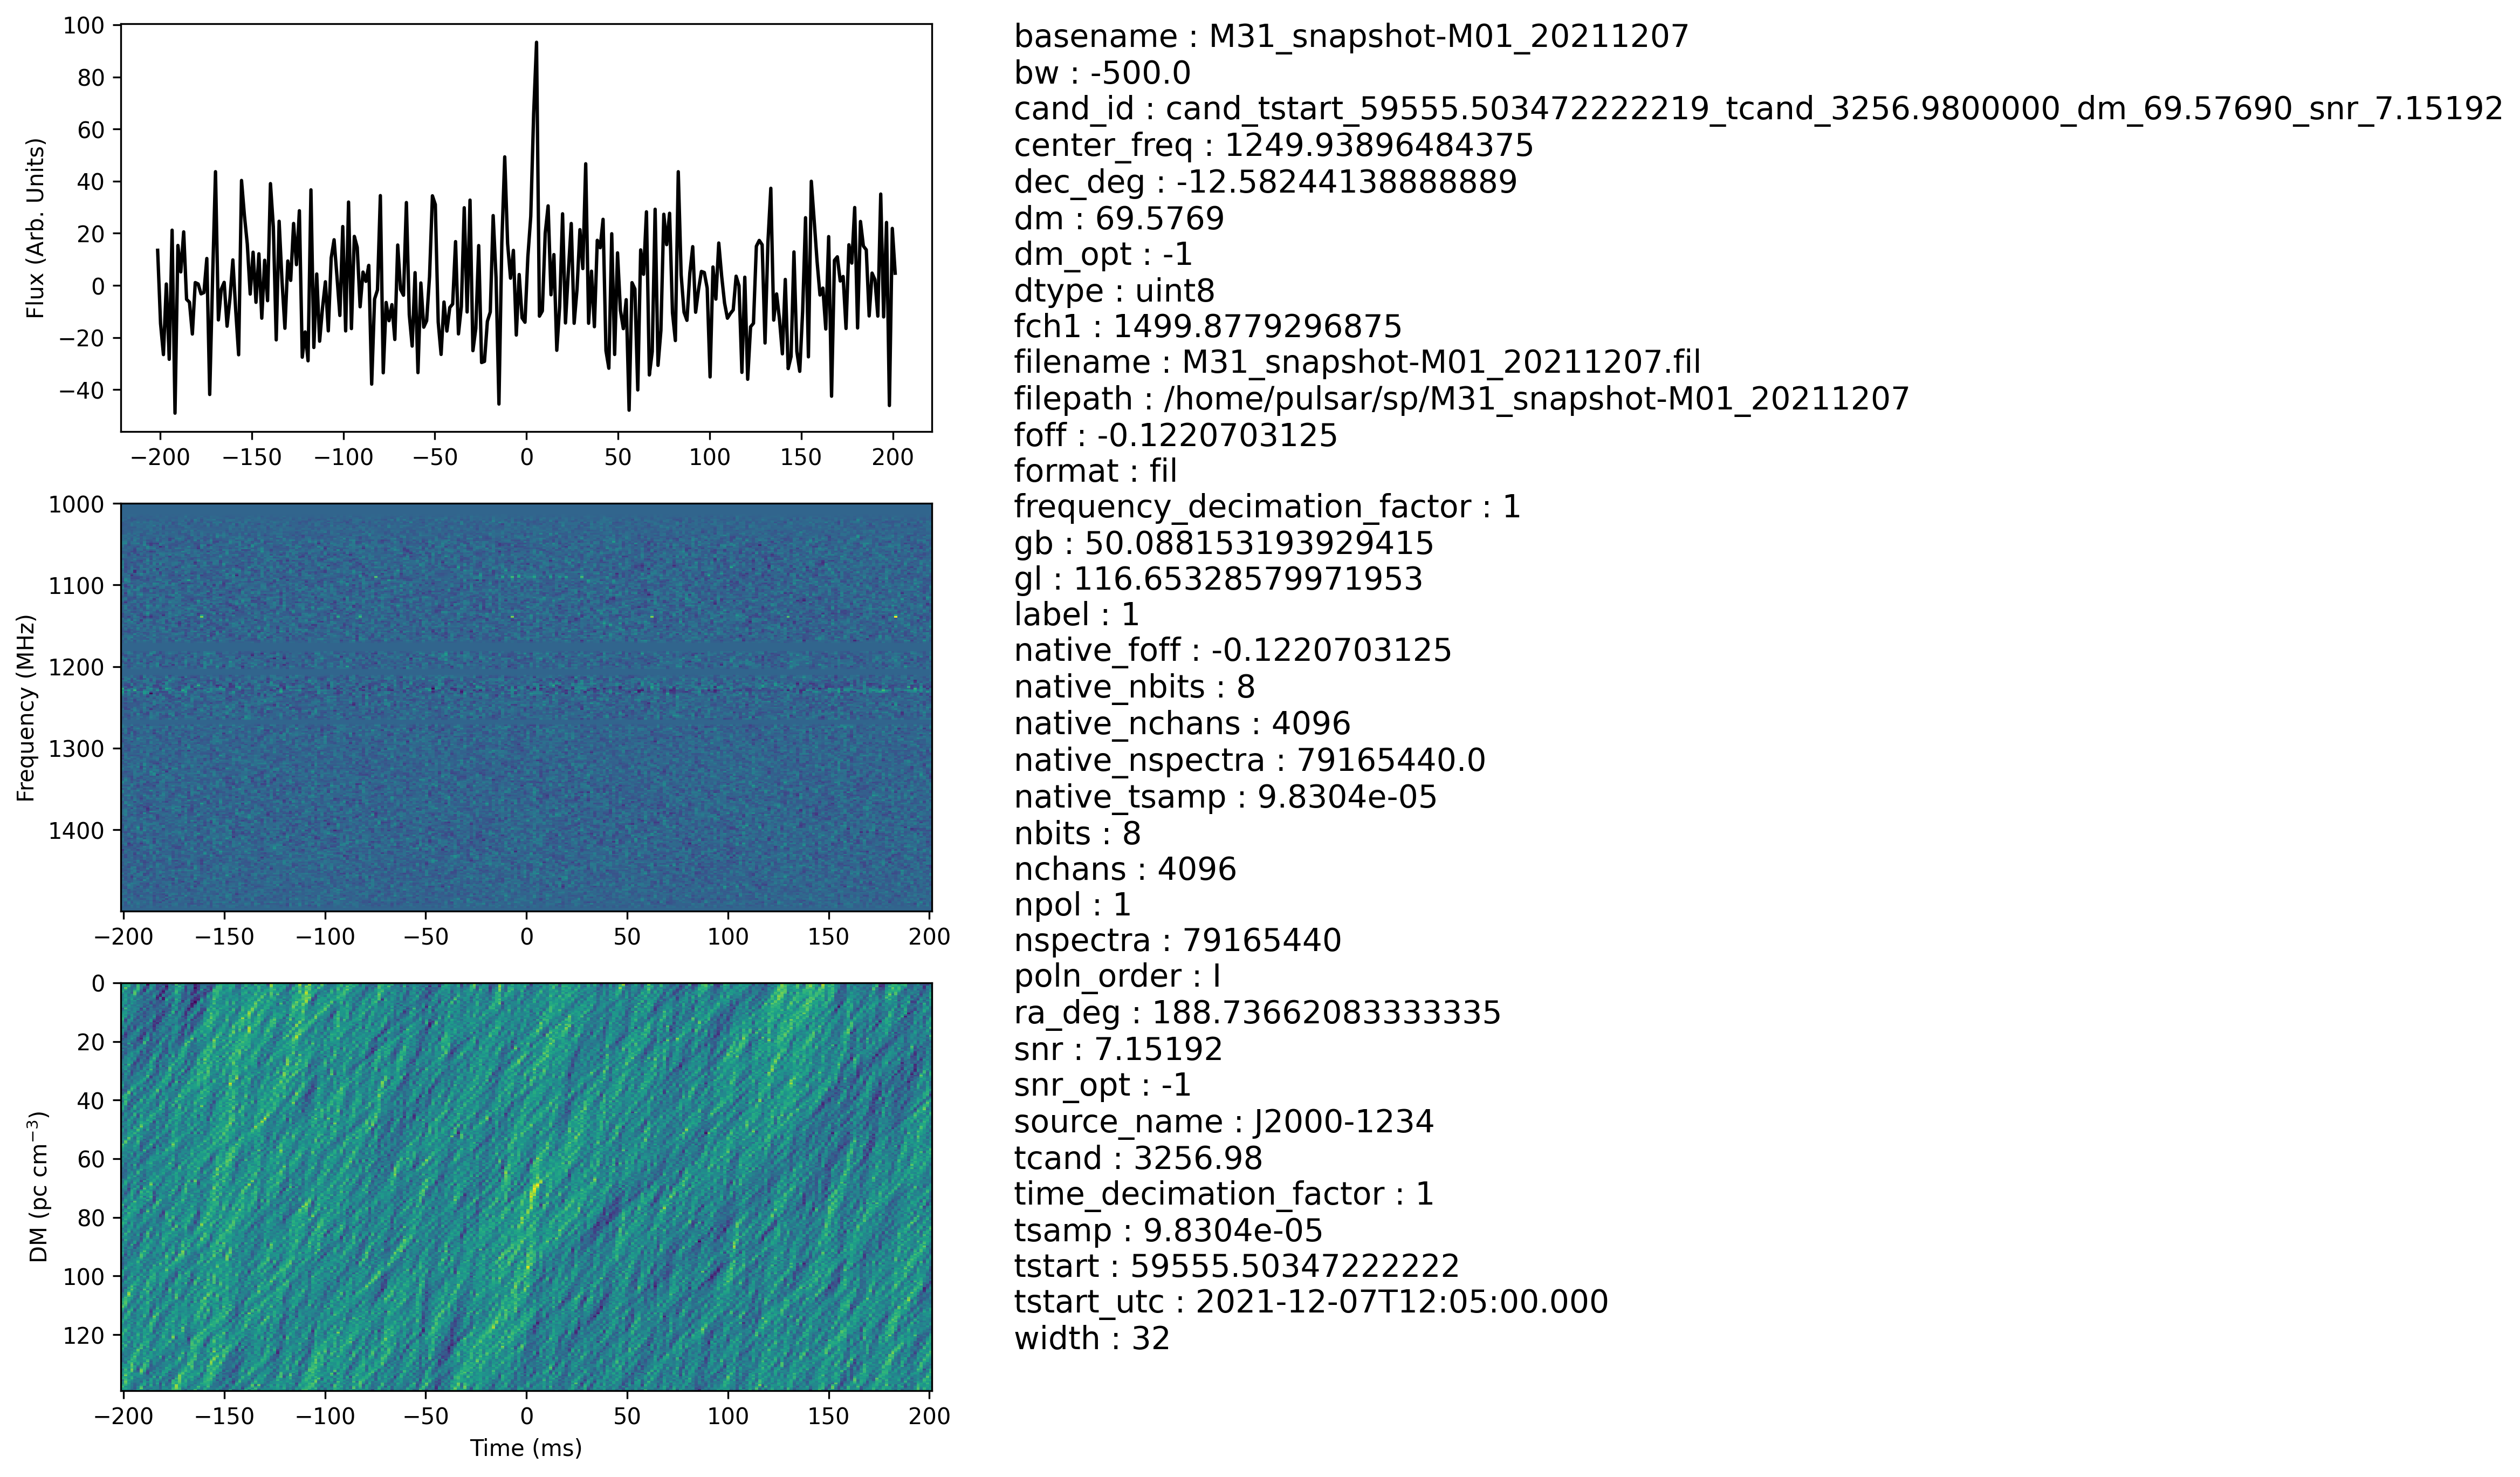 100
80
60
40
20
0
−20
−40
Flux (Arb. Units)
−200 −150 −100 −50 0 50 100 150 200
1000
1100
1200
1300
1400
Frequency (MHz)
−200 −150 −100 −50 0 50 100 150 200
0
20
40
60
80
100
120
DM (pc cm⁻³)
−200 −150 −100 −50 0 50 100 150 200
Time (ms)
basename : M31_snapshot-M01_20211207
bw : -500.0
cand_id : cand_tstart_59555.503472222219_tcand_3256.9800000_dm_69.57690_snr_7.15192
center_freq : 1249.93896484375
dec_deg : -12.58244138888889
dm : 69.5769
dm_opt : -1
dtype : uint8
fch1 : 1499.8779296875
filename : M31_snapshot-M01_20211207.fil
filepath : /home/pulsar/sp/M31_snapshot-M01_20211207
foff : -0.1220703125
format : fil
frequency_decimation_factor : 1
gb : 50.088153193929415
gl : 116.65328579971953
label : 1
native_foff : -0.1220703125
native_nbits : 8
native_nchans : 4096
native_nspectra : 79165440.0
native_tsamp : 9.8304e-05
nbits : 8
nchans : 4096
npol : 1
nspectra : 79165440
poln_order : I
ra_deg : 188.73662083333335
snr : 7.15192
snr_opt : -1
source_name : J2000-1234
tcand : 3256.98
time_decimation_factor : 1
tsamp : 9.8304e-05
tstart : 59555.50347222222
tstart_utc : 2021-12-07T12:05:00.000
width : 32